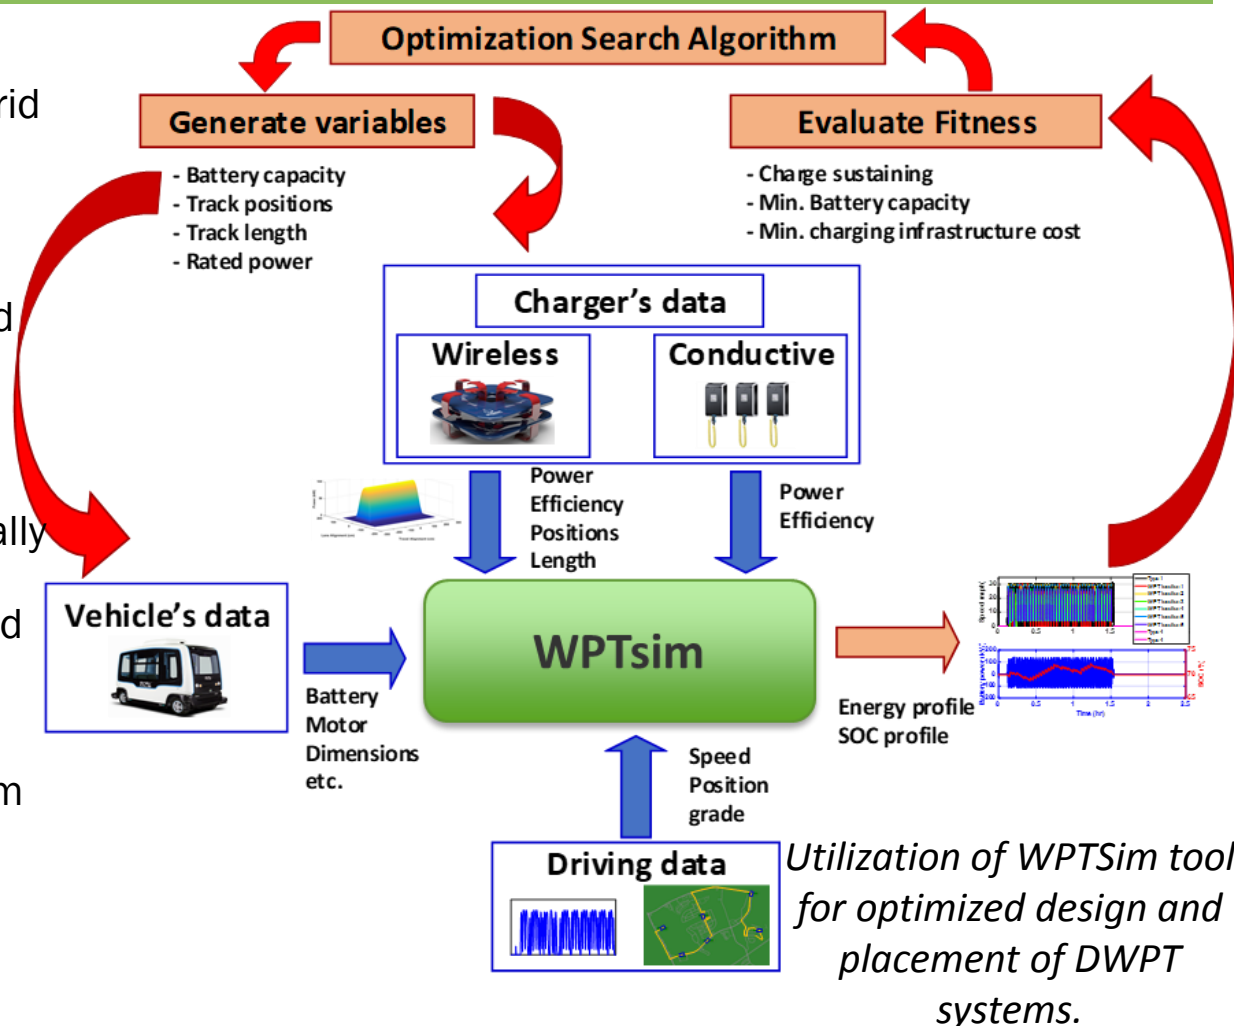 Optimization Search Algorithm
rid
Generate variables
Evaluate Fitness
- Battery capacity
- Track positions
- Track length
- Rated power
- Charge sustaining
- Min. Battery capacity
- Min. charging infrastructure cost
d
Charger's data
Wireless
Conductive
Power
Efficiency
Positions
Length
Power
Efficiency
ally
Vehicle's data
d
WPTsim
Battery
Motor
Dimensions
etc.
Energy profile
SOC profile
Time (hr)
m
Speed
Position
grade
Driving data
Utilization of WPTSim tool
for optimized design and
placement of DWPT
systems.